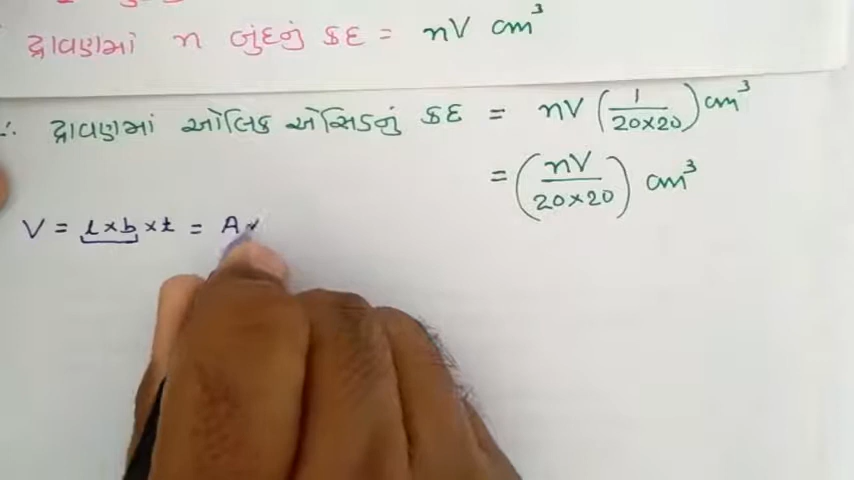 દ્રાવણમાં n બુંદનું કદ = nV cm³
∴ દ્રાવણમાં ઓલિક એસિડનું કદ = nV (1/20×20) cm³
= (nV/20×20) cm³
V = l×b×t = A×